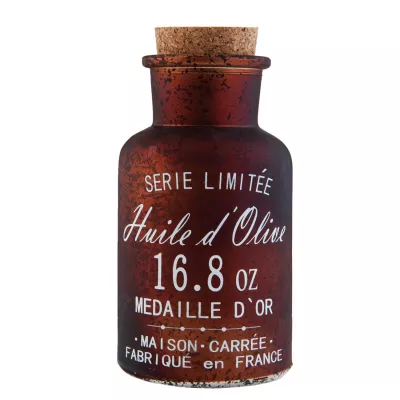 SERIE LIMITÉE
Huile d'Olive
16.8 OZ
MEDAILLE D`OR
·MAISON·CARRÉE·
FABRIQUÉ en FRANCE